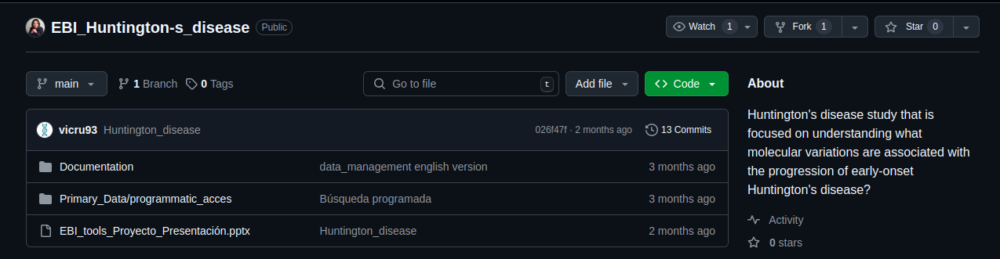 EBI_Huntington-s_disease Public Watch 1 Fork 1 Star 0
main 1 Branch 0 Tags Go to file t Add file Code
vicru93 Huntington_disease 026f47f · 2 months ago 13 Commits
Documentation data_management english version 3 months ago
Primary_Data/programmatic_acces Búsqueda programada 3 months ago
EBI_tools_Proyecto_Presentación.pptx Huntington_disease 2 months ago
About
Huntington's disease study that is
focused on understanding what
molecular variations are associated with
the progression of early-onset
Huntington's disease?
Activity
0 stars